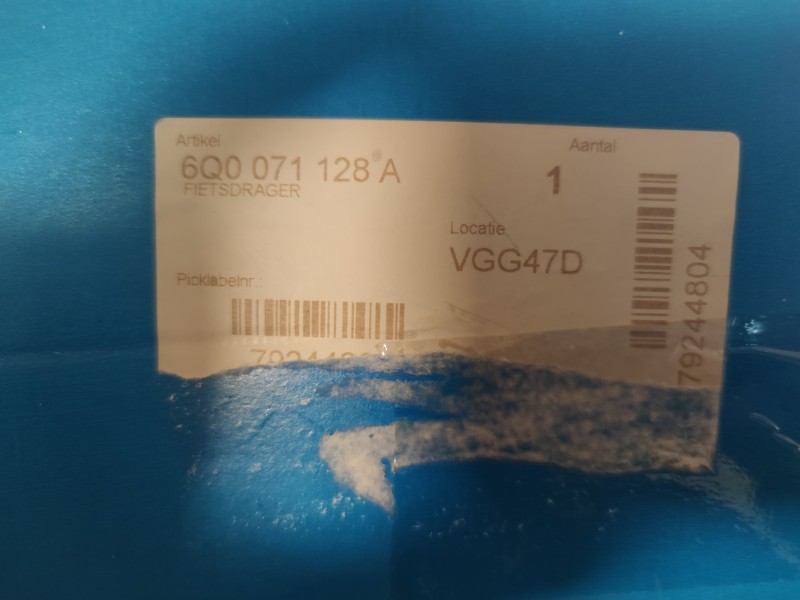 Artikel
6Q0 071 128 A
FIETSDRAGER
Aantal
1
Locatie
VGG47D
Picklabelnr.:
79244804